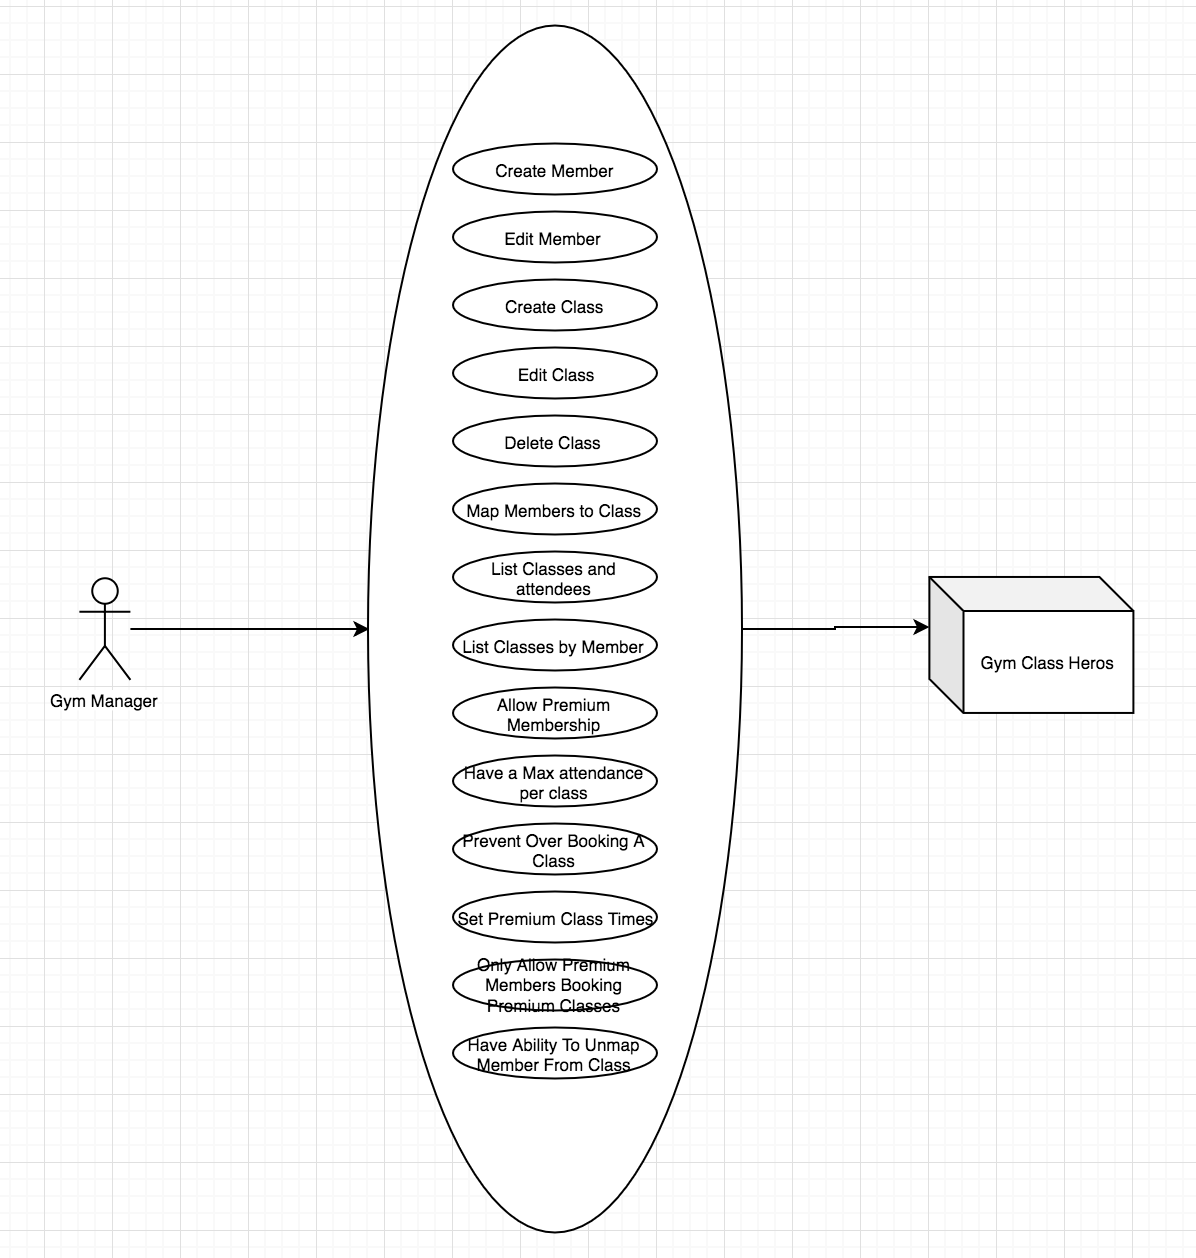 Create Member
Edit Member
Create Class
Edit Class
Delete Class
Map Members to Class
List Classes and
attendees
List Classes by Member
Allow Premium
Membership
Have a Max attendance
per class
Prevent Over Booking A
Class
Set Premium Class Times
Only Allow Premium
Members Booking
Premium Classes
Have Ability To Unmap
Member From Class
Gym Manager
Gym Class Heros